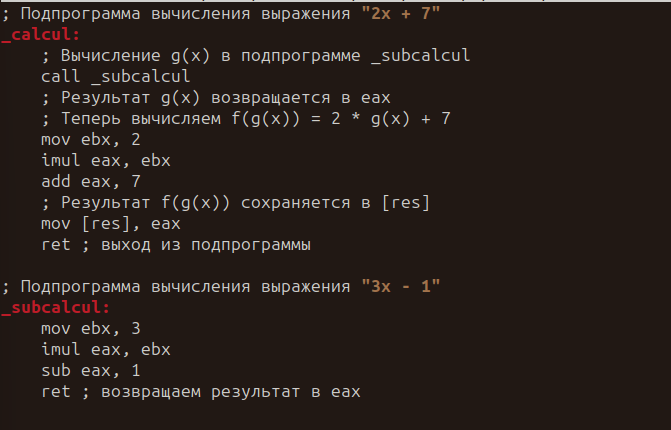 ; Подпрограмма вычисления выражения "2x + 7"
_calcul:
; Вычисление g(x) в подпрограмме _subcalcul
call _subcalcul
; Результат g(x) возвращается в eax
; Теперь вычисляем f(g(x)) = 2 * g(x) + 7
mov ebx, 2
imul eax, ebx
add eax, 7
; Результат f(g(x)) сохраняется в [res]
mov [res], eax
ret ; выход из подпрограммы
; Подпрограмма вычисления выражения "3x - 1"
_subcalcul:
mov ebx, 3
imul eax, ebx
sub eax, 1
ret ; возвращаем результат в eax